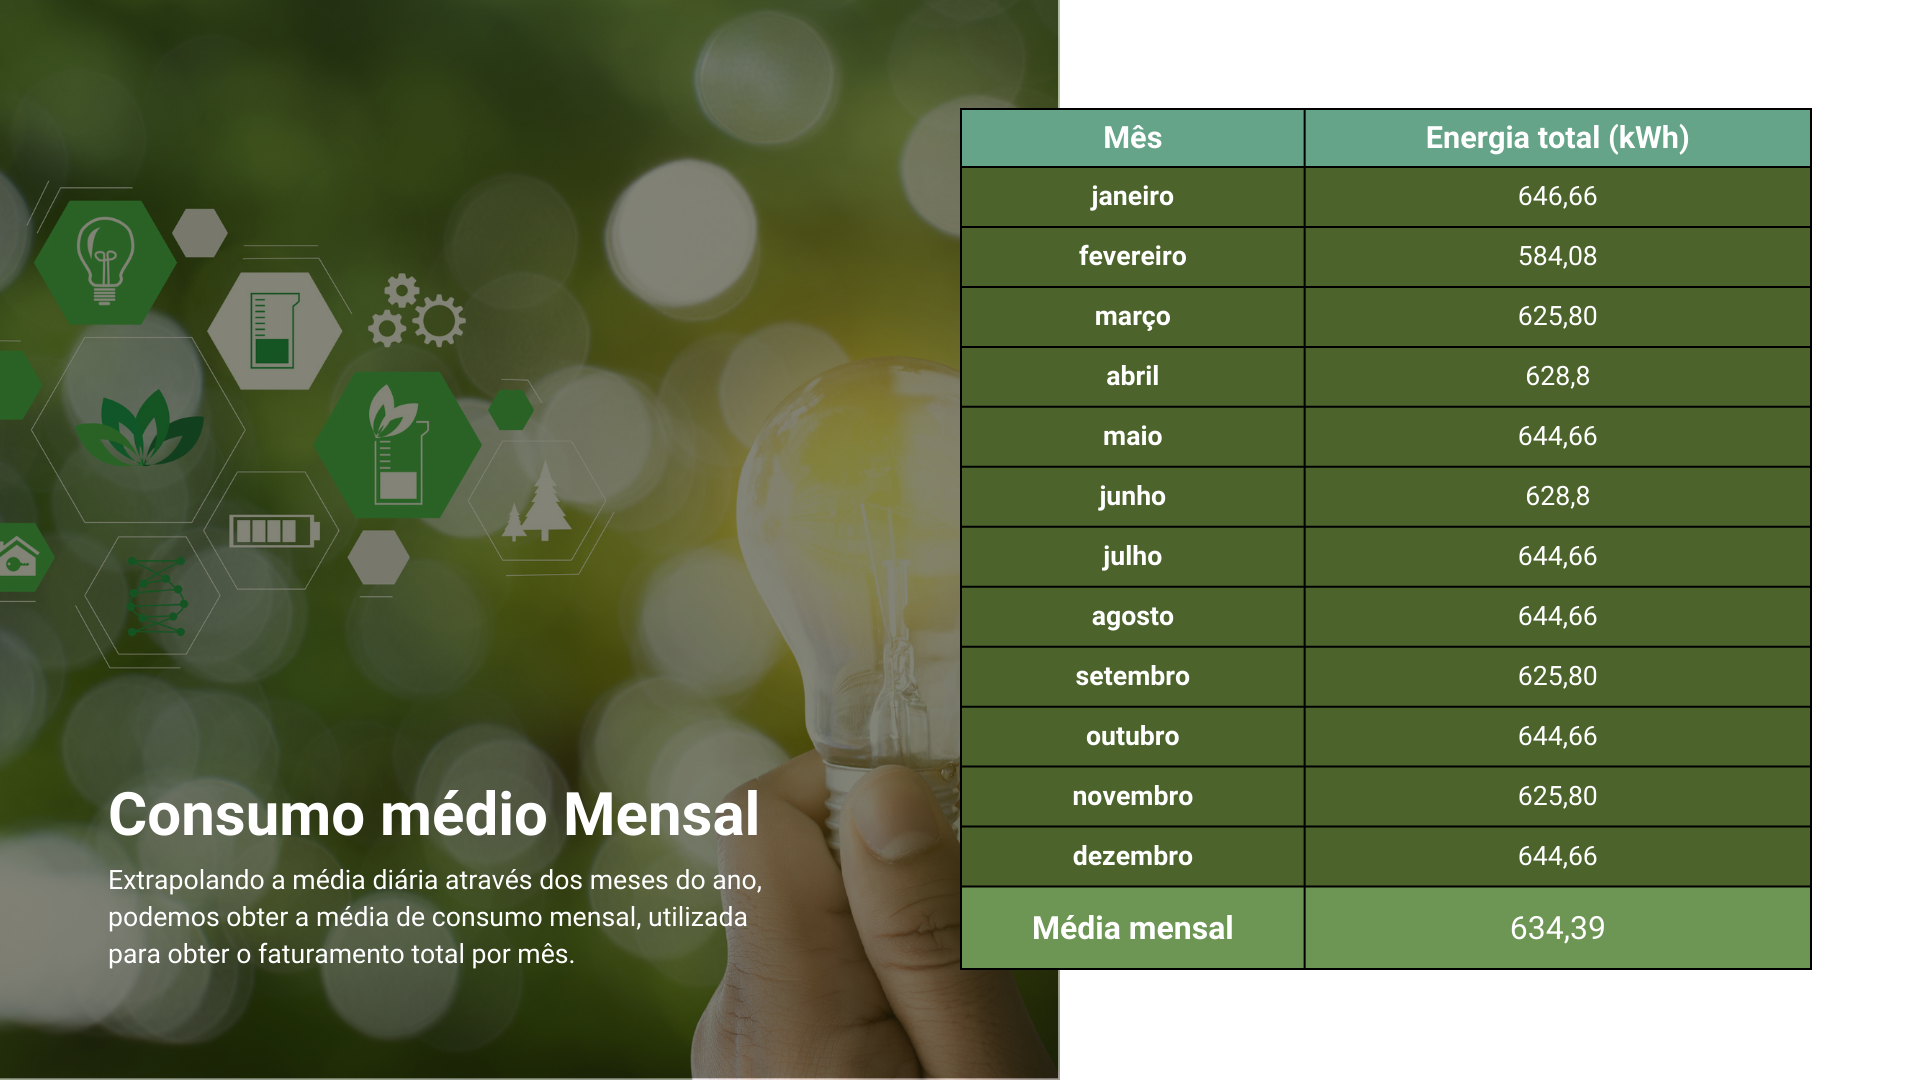 Consumo médio Mensal
Extrapolando a média diária através dos meses do ano,
podemos obter a média de consumo mensal, utilizada
para obter o faturamento total por mês.
Mês Energia total (kWh)
janeiro 646,66
fevereiro 584,08
março 625,80
abril 628,8
maio 644,66
junho 628,8
julho 644,66
agosto 644,66
setembro 625,80
outubro 644,66
novembro 625,80
dezembro 644,66
Média mensal 634,39